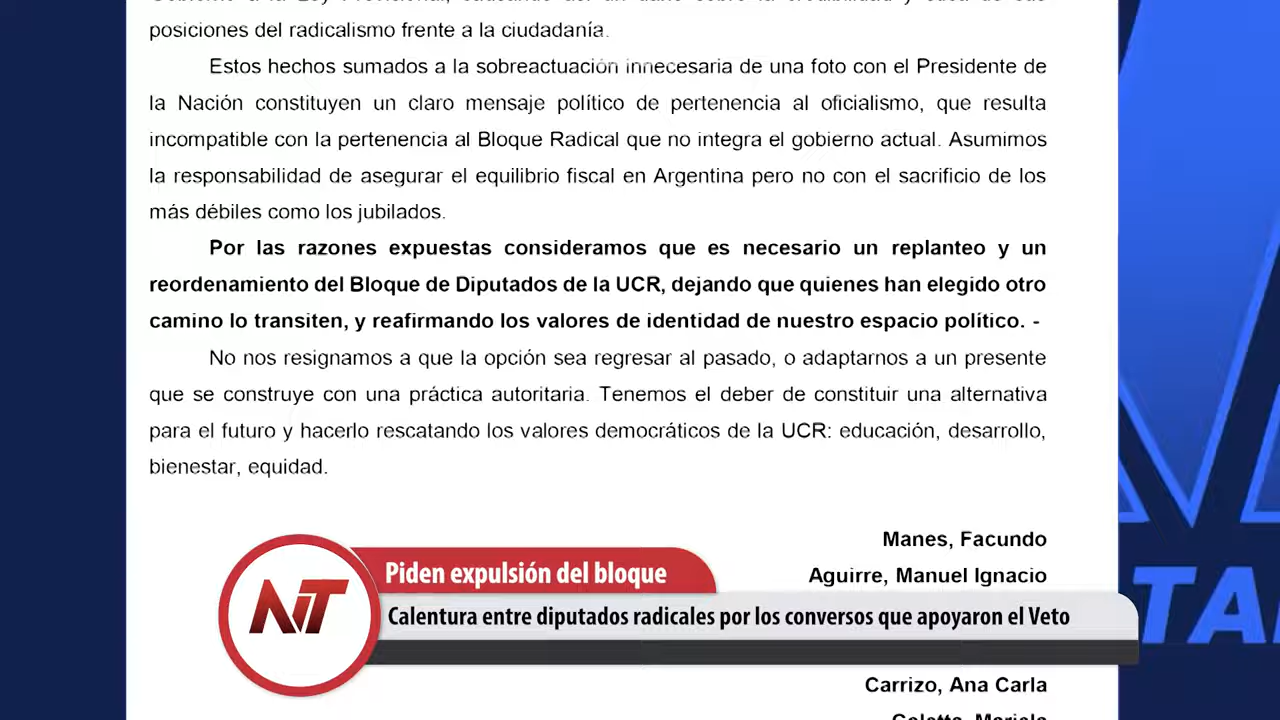 posiciones del radicalismo frente a la ciudadanía.
Estos hechos sumados a la sobreactuación innecesaria de una foto con el Presidente de
la Nación constituyen un claro mensaje político de pertenencia al oficialismo, que resulta
incompatible con la pertenencia al Bloque Radical que no integra el gobierno actual. Asumimos
la responsabilidad de asegurar el equilibrio fiscal en Argentina pero no con el sacrificio de los
más débiles como los jubilados.
Por las razones expuestas consideramos que es necesario un replanteo y un
reordenamiento del Bloque de Diputados de la UCR, dejando que quienes han elegido otro
camino lo transiten, y reafirmando los valores de identidad de nuestro espacio político. -
No nos resignamos a que la opción sea regresar al pasado, o adaptarnos a un presente
que se construye con una práctica autoritaria. Tenemos el deber de constituir una alternativa
para el futuro y hacerlo rescatando los valores democráticos de la UCR: educación, desarrollo,
bienestar, equidad.
Manes, Facundo
Aguirre, Manuel Ignacio
NT
Piden expulsión del bloque
Calentura entre diputados radicales por los conversos que apoyaron el Veto
TA
Carrizo, Ana Carla